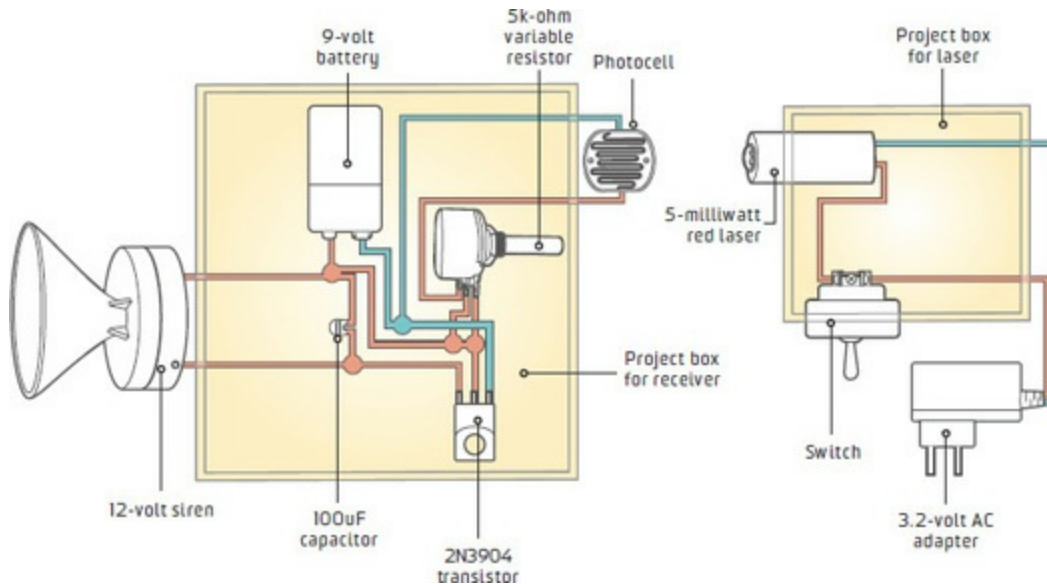 5k-ohm
variable
resistor
9-volt
battery
Photocell
Project box
for laser
5-milliwatt
red laser
Project box
for receiver
Switch
12-volt siren
100uF
capacitor
2N3904
transistor
3.2-volt AC
adapter